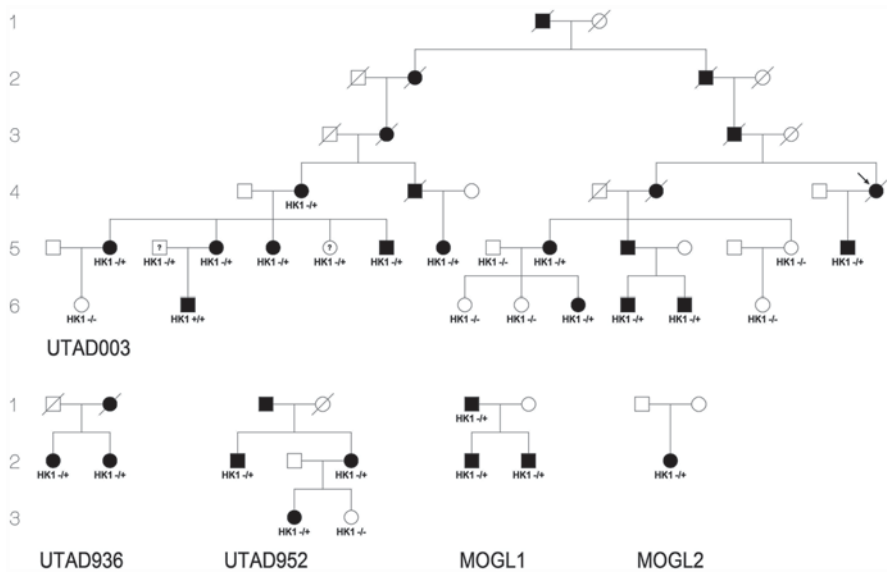 1
2
3
4
HK1 -/+
5 ? ?
HK1 -/+ HK1 -/+ HK1 -/+ HK1 -/+ HK1 -/+ HK1 -/+ HK1 -/+ HK1 -/- HK1 -/+ HK1 -/- HK1 -/+
6
HK1 -/- HK1 +/+ HK1 -/- HK1 -/- HK1 -/+ HK1 -/+ HK1 -/+ HK1 -/-
UTAD003
1
HK1 -/+
2
HK1 -/+ HK1 -/+ HK1 -/+ HK1 -/+ HK1 -/+ HK1 -/+ HK1 -/+
3
HK1 -/+ HK1 -/-
UTAD936 UTAD952 MOGL1 MOGL2